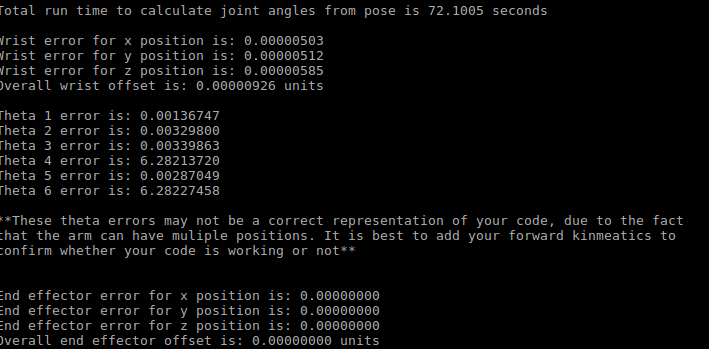 Total run time to calculate joint angles from pose is 72.1005 seconds
Wrist error for x position is: 0.00000503
Wrist error for y position is: 0.00000512
Wrist error for z position is: 0.00000585
Overall wrist offset is: 0.00000926 units
Theta 1 error is: 0.00136747
Theta 2 error is: 0.00329800
Theta 3 error is: 0.00339863
Theta 4 error is: 6.28213720
Theta 5 error is: 0.00287049
Theta 6 error is: 6.28227458
**These theta errors may not be a correct representation of your code, due to the fact
that the arm can have muliple positions. It is best to add your forward kinmeatics to
confirm whether your code is working or not**
End effector error for x position is: 0.00000000
End effector error for y position is: 0.00000000
End effector error for z position is: 0.00000000
Overall end effector offset is: 0.00000000 units